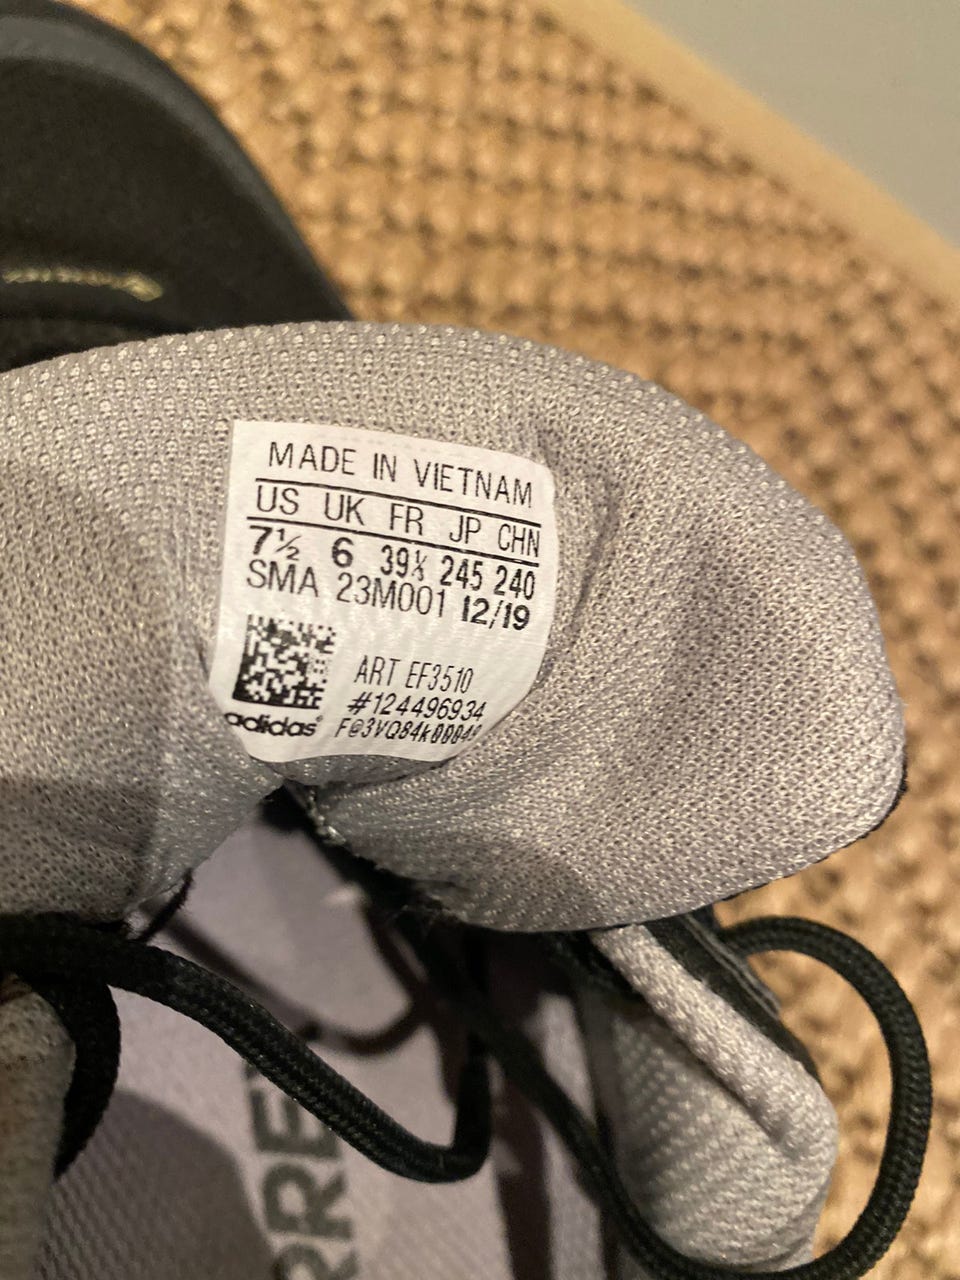 MADE IN VIETNAM
US UK FR JP CHN
7½ 6 39⅓ 245 240
SMA 23M001 12/19
ART EF3510
#124496934
adidas